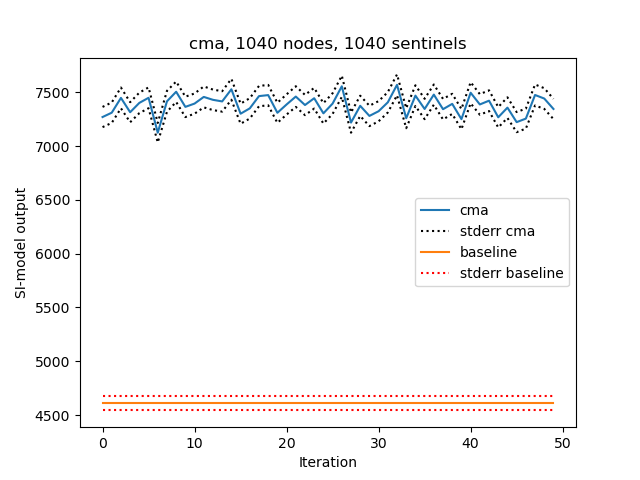 cma, 1040 nodes, 1040 sentinels
SI-model output
7500
7000
6500
6000
5500
5000
4500
cma
stderr cma
baseline
stderr baseline
0 10 20 30 40 50
Iteration